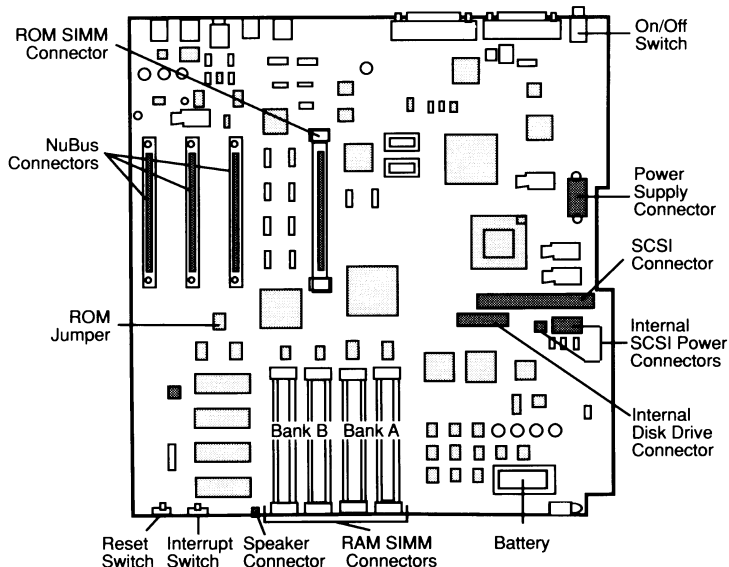 ROM SIMM
Connector
On/Off
Switch
NuBus
Connectors
Power
Supply
Connector
SCSI
Connector
ROM
Jumper
Internal
SCSI Power
Connectors
Internal
Disk Drive
Connector
Bank B
Bank A
Reset
Switch
Interrupt
Switch
Speaker
Connector
RAM SIMM
Connectors
Battery